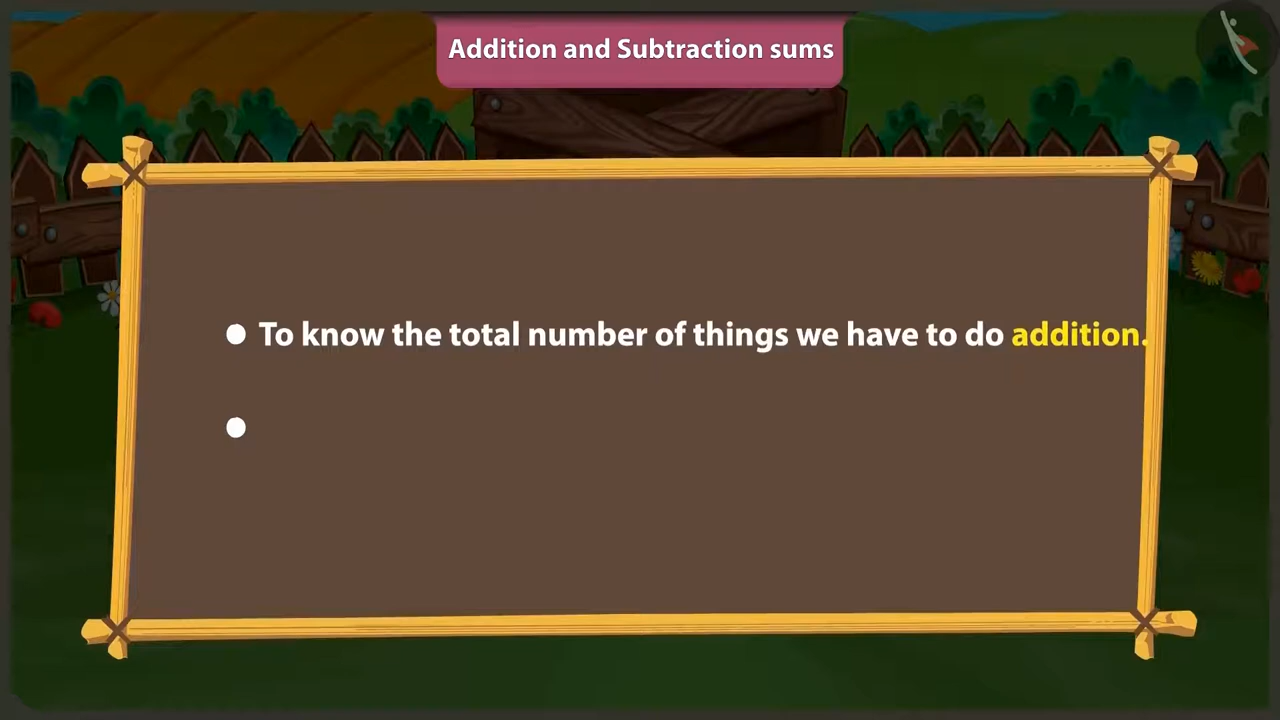 Addition and Subtraction sums
● To know the total number of things we have to do addition.
●